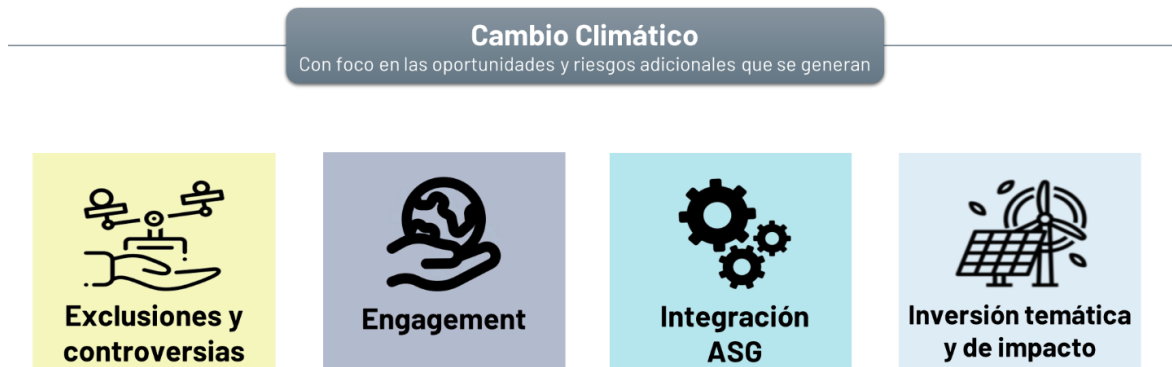 Cambio Climático
Con foco en las oportunidades y riesgos adicionales que se generan
Exclusiones y
controversias
Engagement
Integración
ASG
Inversión temática
y de impacto